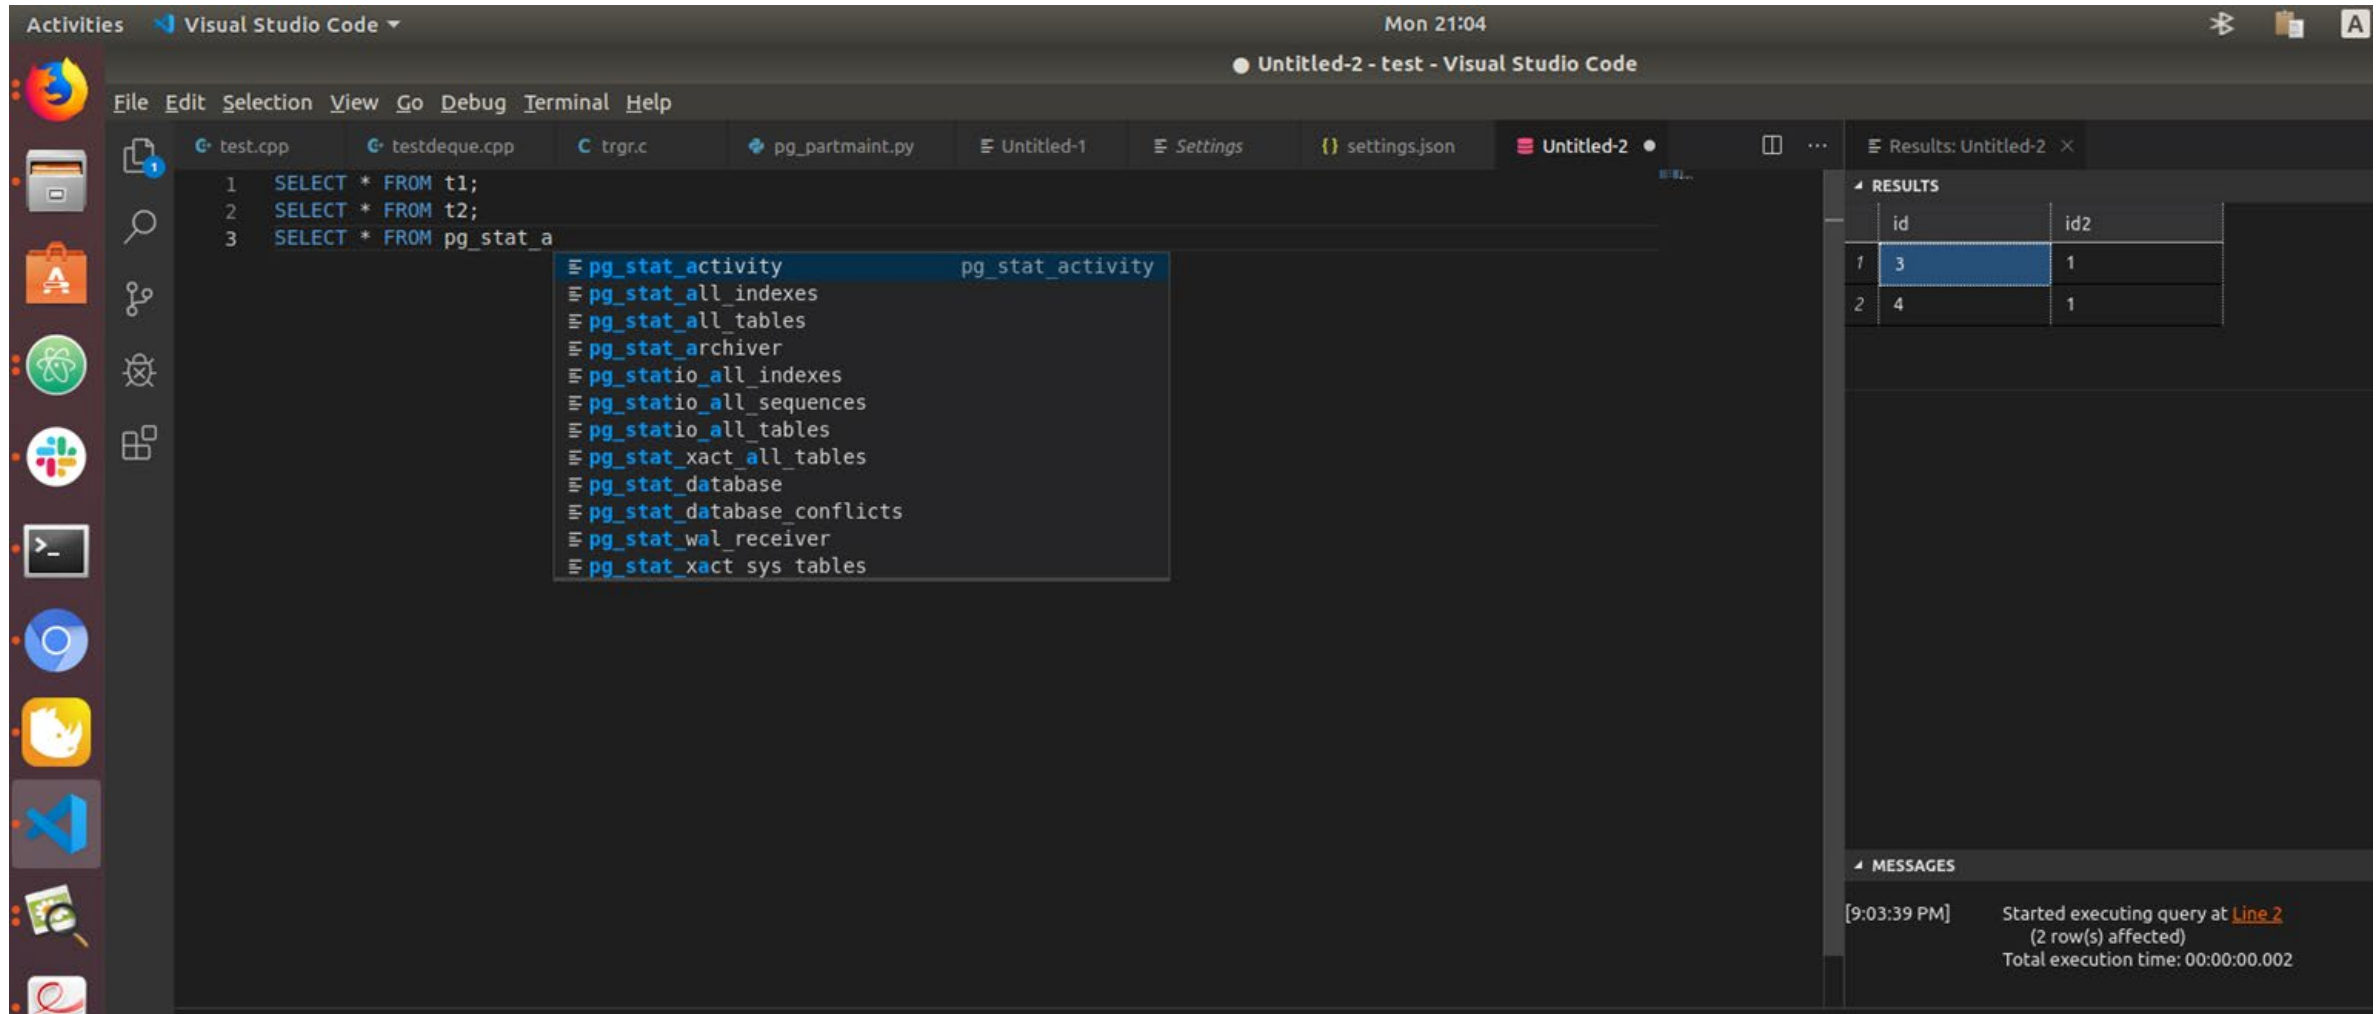 Activities Visual Studio Code Mon 21:04 A
● Untitled-2 - test - Visual Studio Code
File Edit Selection View Go Debug Terminal Help
test.cpp testdeque.cpp C trgr.c pg_partmaint.py Untitled-1 Settings {} settings.json Untitled-2 ● ··· Results: Untitled-2 ×
1
1 SELECT * FROM t1;
2 SELECT * FROM t2;
3 SELECT * FROM pg_stat_a
pg_stat_activity pg_stat_activity
pg_stat_all_indexes
pg_stat_all_tables
pg_stat_archiver
pg_statio_all_indexes
pg_statio_all_sequences
pg_statio_all_tables
pg_stat_xact_all_tables
pg_stat_database
pg_stat_database_conflicts
pg_stat_wal_receiver
pg_stat_xact_sys_tables
RESULTS
id id2
1 3 1
2 4 1
MESSAGES
[9:03:39 PM] Started executing query at Line 2
(2 row(s) affected)
Total execution time: 00:00:00.002